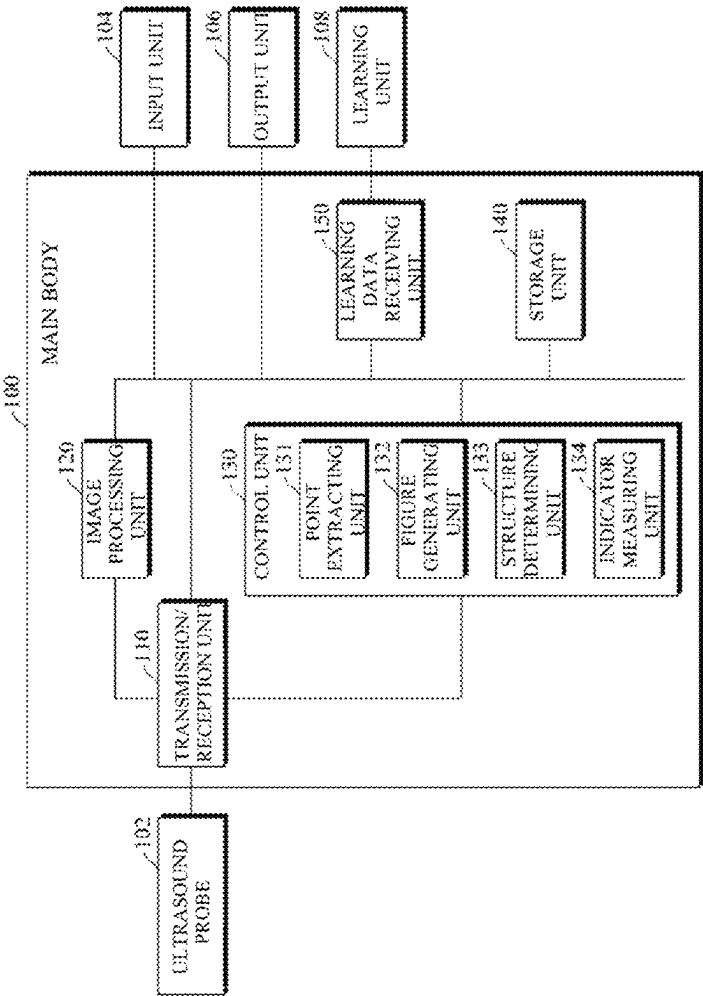 100
MAIN BODY
102
ULTRASOUND
PROBE
110
TRANSMISSION/
RECEPTION UNIT
120
IMAGE
PROCESSING
UNIT
130
CONTROL UNIT
131
POINT
EXTRACTING
UNIT
132
FIGURE
GENERATING
UNIT
133
STRUCTURE
DETERMINING
UNIT
134
INDICATOR
MEASURING
UNIT
150
LEARNING
DATA
RECEIVING
UNIT
140
STORAGE
UNIT
104
INPUT UNIT
106
OUTPUT UNIT
108
LEARNING
UNIT